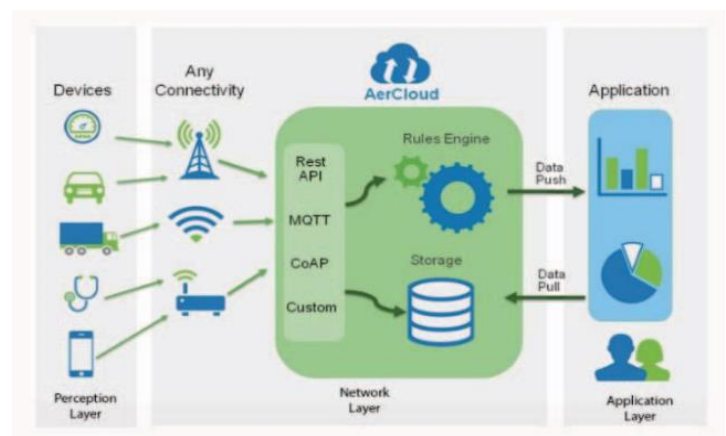 Devices
Any
Connectivity
AerCloud
Application
Rest
API
MQTT
CoAP
Custom
Rules Engine
Storage
Data
Push
Data
Pull
Perception
Layer
Network
Layer
Application
Layer